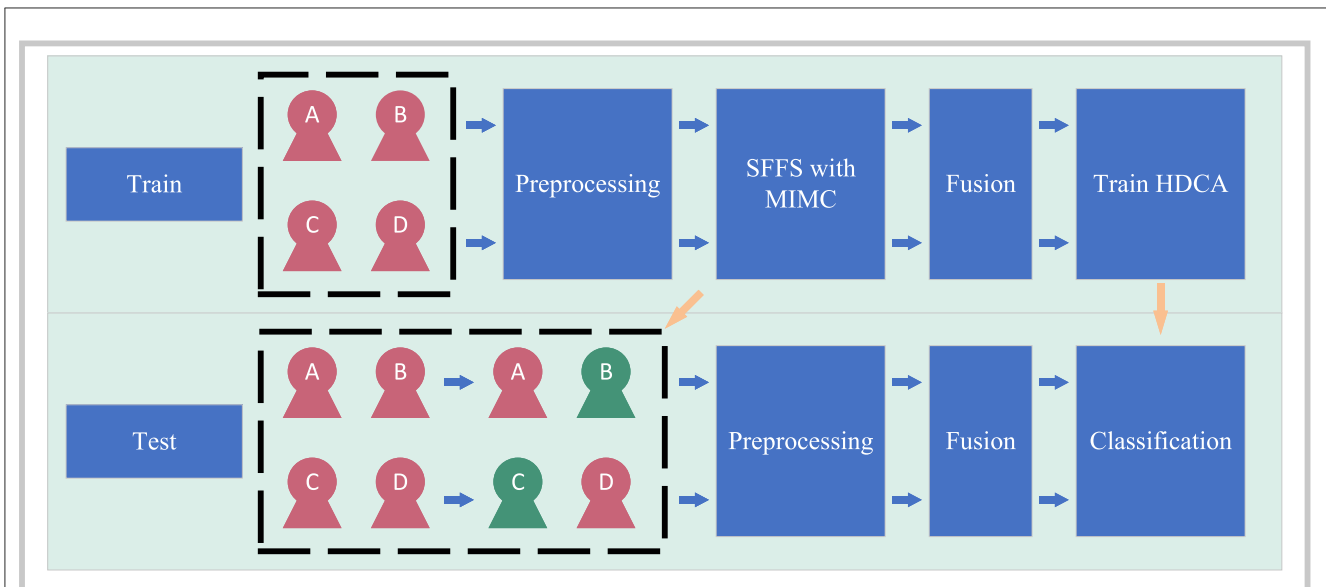 A B
Train Preprocessing SFFS with MIMC Fusion Train HDCA
C D
A B A B
Test Preprocessing Fusion Classification
C D C D